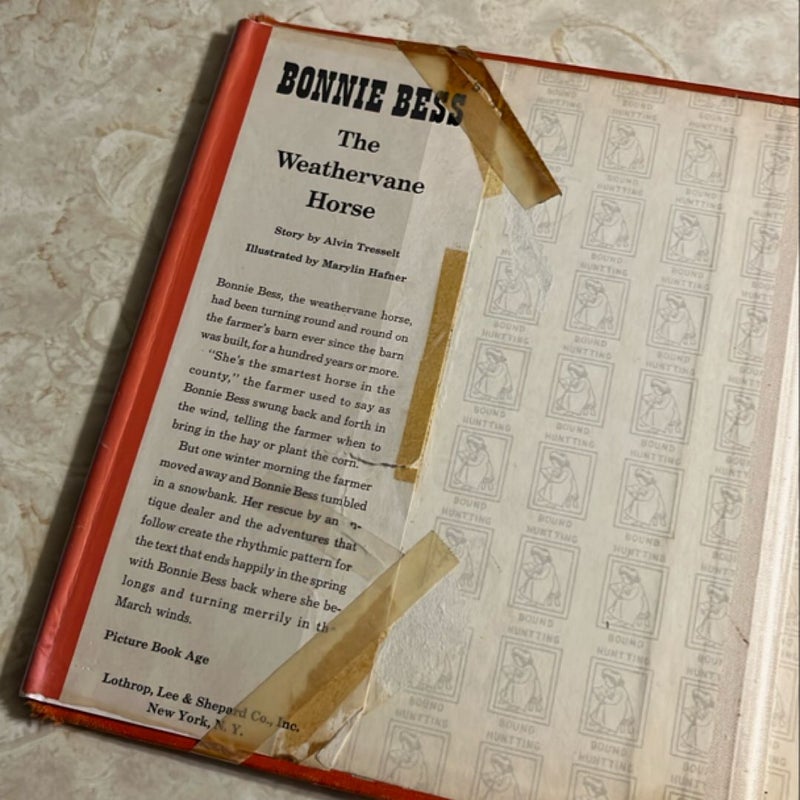 BONNIE BESS
The
Weathervane
Horse
Story by Alvin Tresselt
Illustrated by Marylin Hafner
Bonnie Bess, the weathervane horse,
had been turning round and round on
the farmer's barn ever since the barn
was built, for a hundred years or more.
"She's the smartest horse in the
county," the farmer used to say as
Bonnie Bess swung back and forth in
the wind, telling the farmer when to
bring in the hay or plant the corn.
But one winter morning the farmer
moved away and Bonnie Bess tumbled
in a snowbank. Her rescue by an
tique dealer and the adventures that
follow create the rhythmic pattern for
the text that ends happily in the spring
with Bonnie Bess back where she be-
longs and turning merrily in th
March winds.
Picture Book Age
Lothrop, Lee & Shepard Co., Inc.
New York, N. Y.
BOUND
HUNTTING